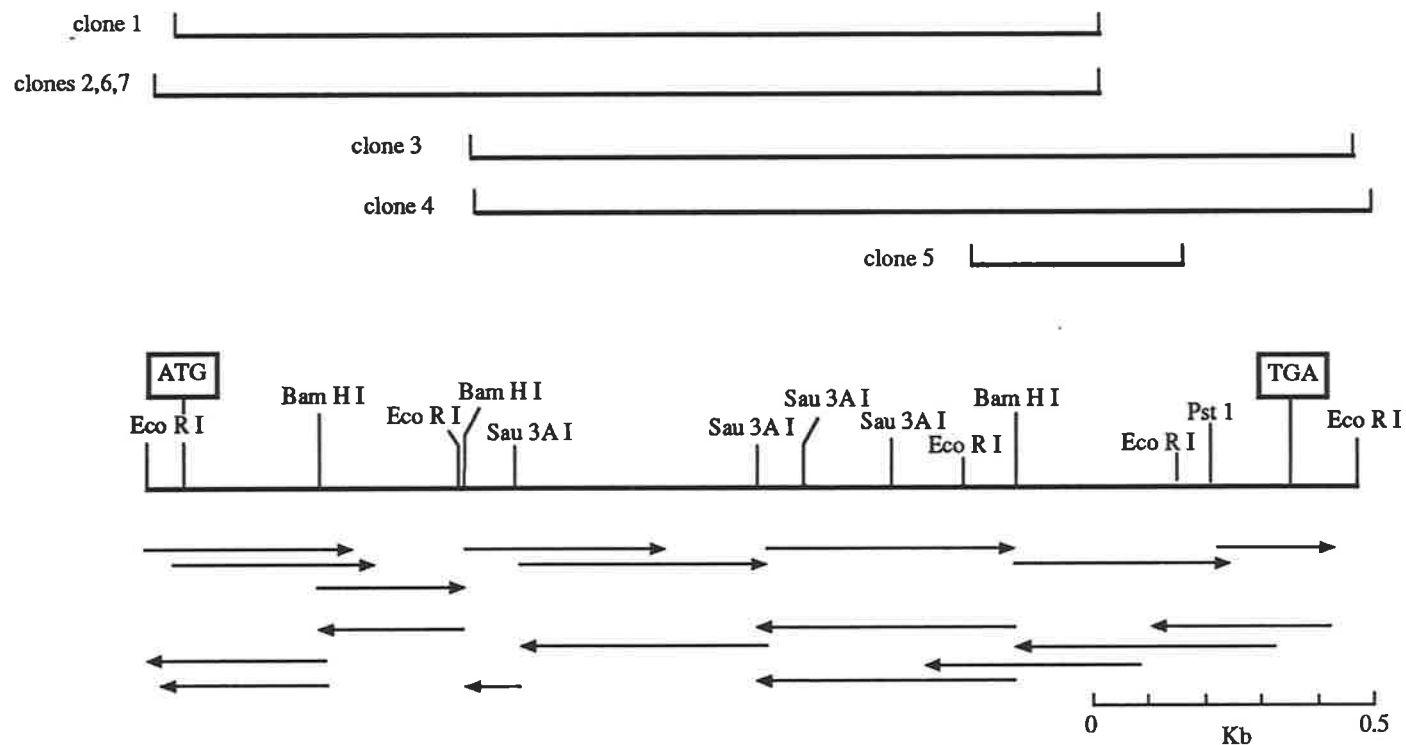 clone 1
clones 2,6,7
clone 3
clone 4
clone 5
ATG
TGA
Bam H I
Bam H I
Sau 3A I
Bam H I
Pst 1
Eco R I
Eco R I
Sau 3A I
Sau 3A I
Sau 3A I
Eco R I
Eco R I
Eco R I
0
0.5
Kb